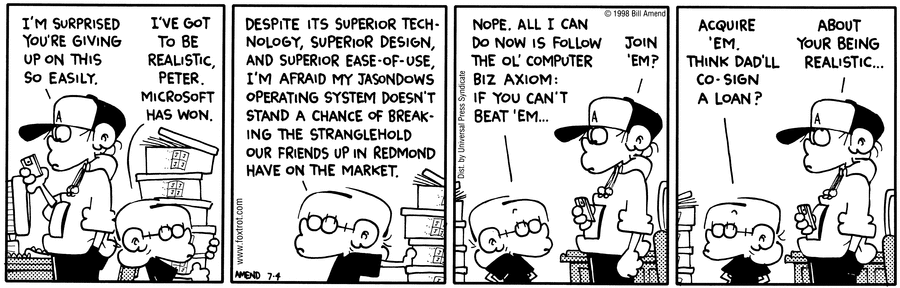 I'M SURPRISED
YOU'RE GIVING
UP ON THIS
SO EASILY.
I'VE GOT
TO BE
REALISTIC,
PETER.
MICROSOFT
HAS WON.
A
DESPITE ITS SUPERIOR TECH-
NOLOGY, SUPERIOR DESIGN,
AND SUPERIOR EASE-OF-USE,
I'M AFRAID MY JASONDOWS
OPERATING SYSTEM DOESN'T
STAND A CHANCE OF BREAK-
ING THE STRANGLEHOLD
OUR FRIENDS UP IN REDMOND
HAVE ON THE MARKET.
www.foxtrot.com
AMEND 7-4
© 1998 Bill Amend
NOPE. ALL I CAN
DO NOW IS FOLLOW
THE OL' COMPUTER
BIZ AXIOM:
IF YOU CAN'T
BEAT 'EM...
JOIN
'EM?
A
Dist. by Universal Press Syndicate
ACQUIRE
'EM.
THINK DAD'LL
CO-SIGN
A LOAN?
ABOUT
YOUR BEING
REALISTIC...
A